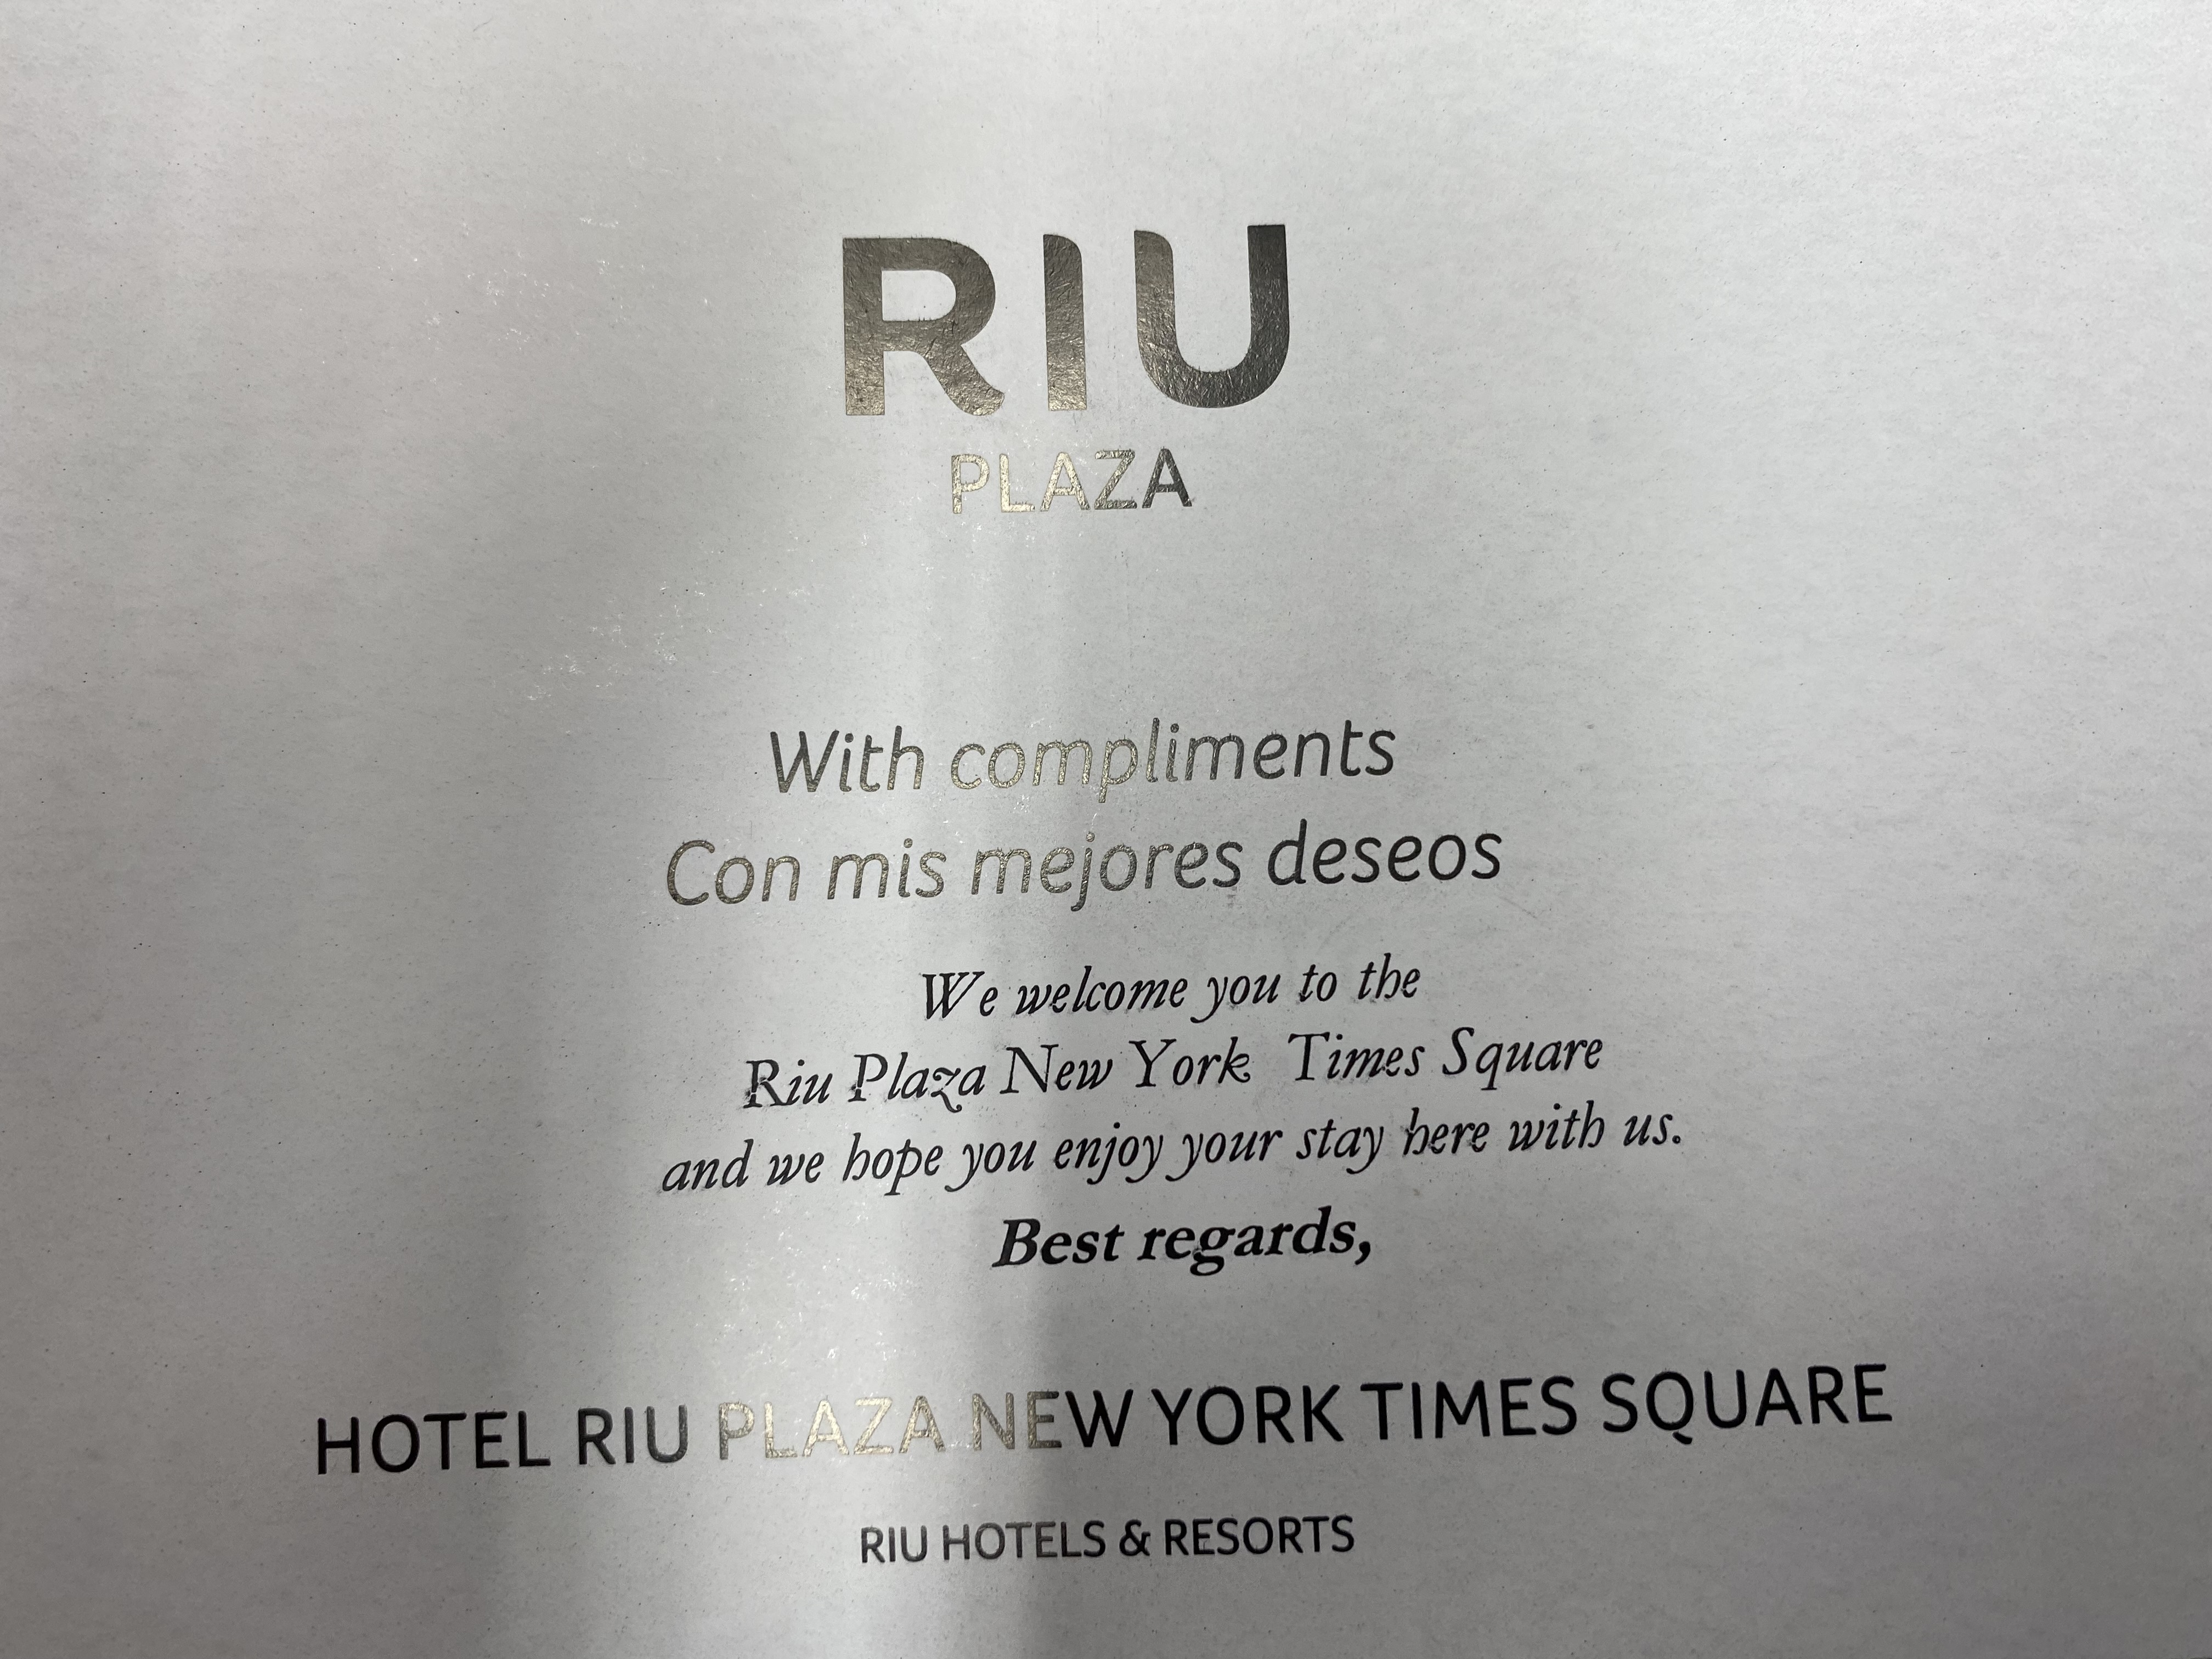 RIU
PLAZA
With compliments
Con mis mejores deseos
We welcome you to the
Riu Plaza New York Times Square
and we hope you enjoy your stay here with us.
Best regards,
HOTEL RIU PLAZA NEW YORK TIMES SQUARE
RIU HOTELS & RESORTS